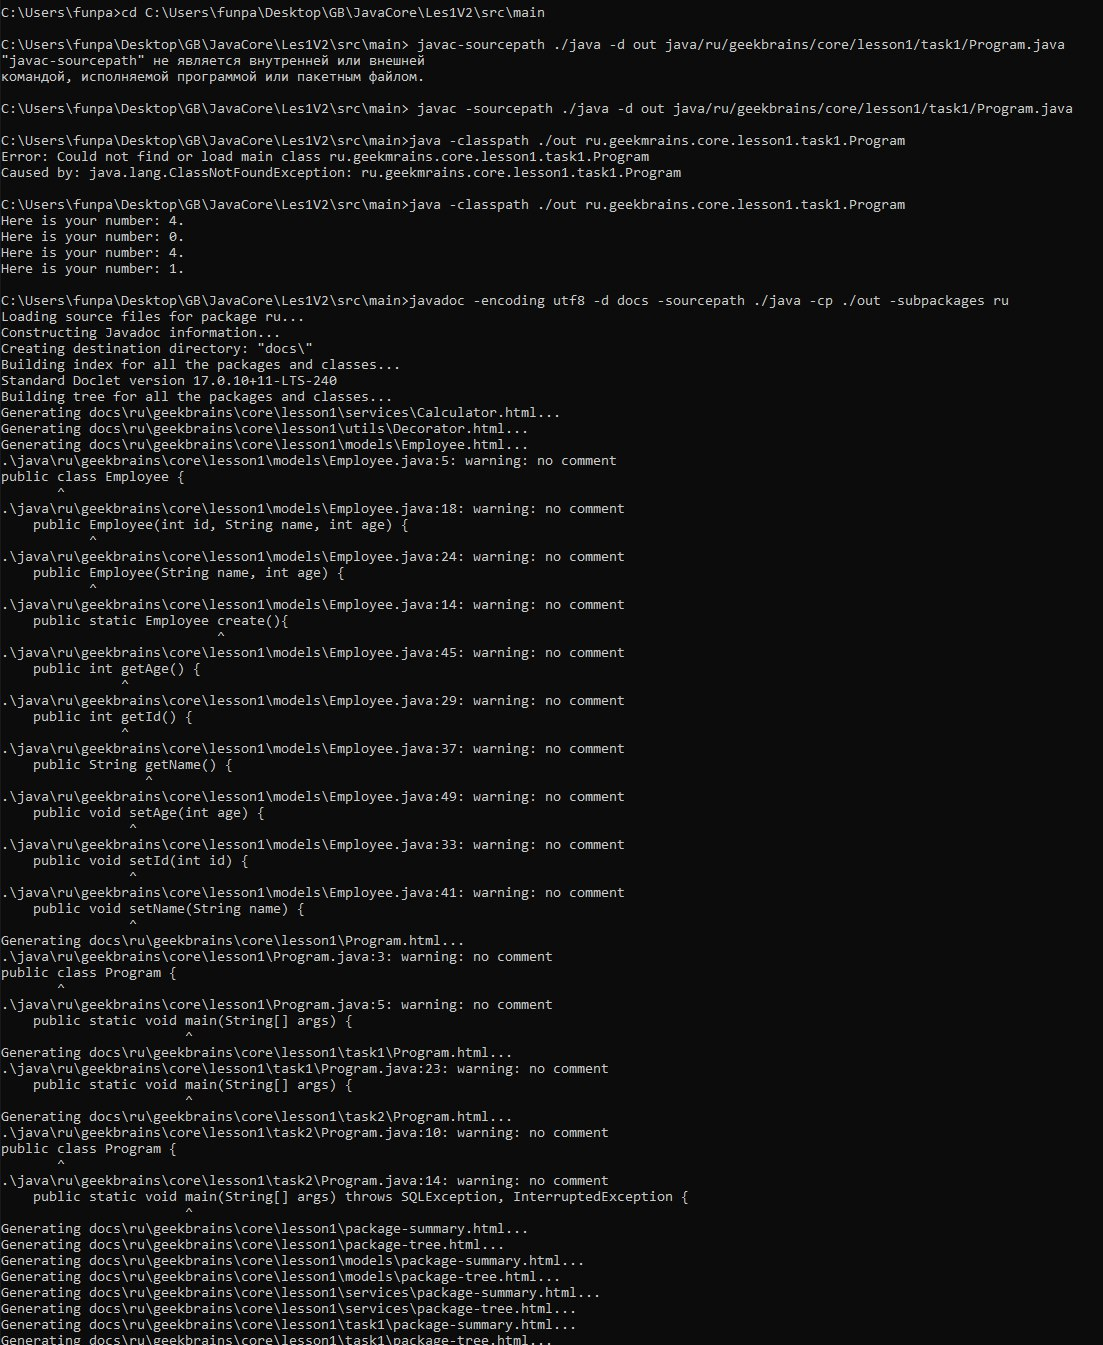 C:\Users\funpa>cd C:\Users\funpa\Desktop\GB\JavaCore\Les1V2\src\main
C:\Users\funpa\Desktop\GB\JavaCore\Les1V2\src\main> javac-sourcepath ./java -d out java/ru/geekbrains/core/lesson1/task1/Program.java
"javac-sourcepath" не является внутренней или внешней
командой, исполняемой программой или пакетным файлом.
C:\Users\funpa\Desktop\GB\JavaCore\Les1V2\src\main> javac -sourcepath ./java -d out java/ru/geekbrains/core/lesson1/task1/Program.java
C:\Users\funpa\Desktop\GB\JavaCore\Les1V2\src\main>java -classpath ./out ru.geekmrains.core.lesson1.task1.Program
Error: Could not find or load main class ru.geekmrains.core.lesson1.task1.Program
Caused by: java.lang.ClassNotFoundException: ru.geekmrains.core.lesson1.task1.Program
C:\Users\funpa\Desktop\GB\JavaCore\Les1V2\src\main>java -classpath ./out ru.geekbrains.core.lesson1.task1.Program
Here is your number: 4.
Here is your number: 0.
Here is your number: 4.
Here is your number: 1.
C:\Users\funpa\Desktop\GB\JavaCore\Les1V2\src\main>javadoc -encoding utf8 -d docs -sourcepath ./java -cp ./out -subpackages ru
Loading source files for package ru...
Constructing Javadoc information...
Creating destination directory: "docs\"
Building index for all the packages and classes...
Standard Doclet version 17.0.10+11-LTS-240
Building tree for all the packages and classes...
Generating docs\ru\geekbrains\core\lesson1\services\Calculator.html...
Generating docs\ru\geekbrains\core\lesson1\utils\Decorator.html...
Generating docs\ru\geekbrains\core\lesson1\models\Employee.html...
.\java\ru\geekbrains\core\lesson1\models\Employee.java:5: warning: no comment
public class Employee {
       ^
.\java\ru\geekbrains\core\lesson1\models\Employee.java:18: warning: no comment
    public Employee(int id, String name, int age) {
           ^
.\java\ru\geekbrains\core\lesson1\models\Employee.java:24: warning: no comment
    public Employee(String name, int age) {
           ^
.\java\ru\geekbrains\core\lesson1\models\Employee.java:14: warning: no comment
    public static Employee create(){
                           ^
.\java\ru\geekbrains\core\lesson1\models\Employee.java:45: warning: no comment
    public int getAge() {
               ^
.\java\ru\geekbrains\core\lesson1\models\Employee.java:29: warning: no comment
    public int getId() {
               ^
.\java\ru\geekbrains\core\lesson1\models\Employee.java:37: warning: no comment
    public String getName() {
                  ^
.\java\ru\geekbrains\core\lesson1\models\Employee.java:49: warning: no comment
    public void setAge(int age) {
                ^
.\java\ru\geekbrains\core\lesson1\models\Employee.java:33: warning: no comment
    public void setId(int id) {
                ^
.\java\ru\geekbrains\core\lesson1\models\Employee.java:41: warning: no comment
    public void setName(String name) {
                ^
Generating docs\ru\geekbrains\core\lesson1\Program.html...
.\java\ru\geekbrains\core\lesson1\Program.java:3: warning: no comment
public class Program {
       ^
.\java\ru\geekbrains\core\lesson1\Program.java:5: warning: no comment
    public static void main(String[] args) {
                       ^
Generating docs\ru\geekbrains\core\lesson1\task1\Program.html...
.\java\ru\geekbrains\core\lesson1\task1\Program.java:23: warning: no comment
    public static void main(String[] args) {
                       ^
Generating docs\ru\geekbrains\core\lesson1\task2\Program.html...
.\java\ru\geekbrains\core\lesson1\task2\Program.java:10: warning: no comment
public class Program {
       ^
.\java\ru\geekbrains\core\lesson1\task2\Program.java:14: warning: no comment
    public static void main(String[] args) throws SQLException, InterruptedException {
                       ^
Generating docs\ru\geekbrains\core\lesson1\package-summary.html...
Generating docs\ru\geekbrains\core\lesson1\package-tree.html...
Generating docs\ru\geekbrains\core\lesson1\models\package-summary.html...
Generating docs\ru\geekbrains\core\lesson1\models\package-tree.html...
Generating docs\ru\geekbrains\core\lesson1\services\package-summary.html...
Generating docs\ru\geekbrains\core\lesson1\services\package-tree.html...
Generating docs\ru\geekbrains\core\lesson1\task1\package-summary.html...
Generating docs\ru\geekbrains\core\lesson1\task1\package-tree.html...